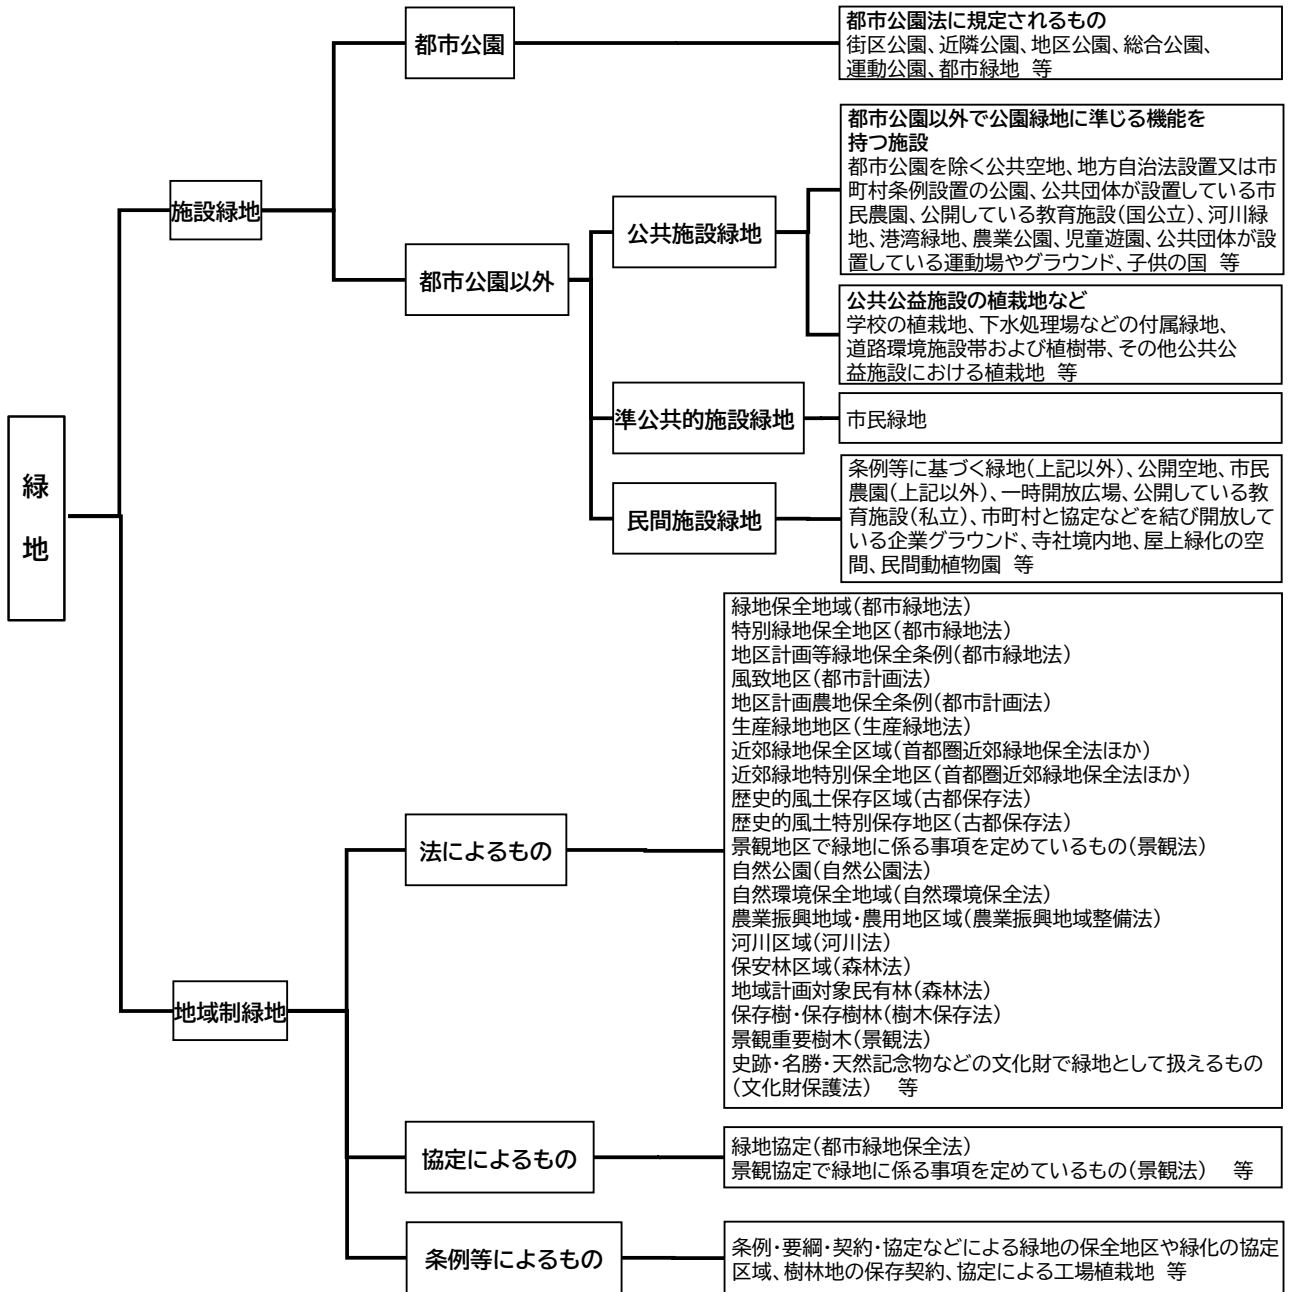 都市公園
都市公園法に規定されるもの
街区公園、近隣公園、地区公園、総合公園、
運動公園、都市緑地 等
施設緑地
都市公園以外
公共施設緑地
都市公園以外で公園緑地に準じる機能を
持つ施設
都市公園を除く公共空地、地方自治法設置又は市
町村条例設置の公園、公共団体が設置している市
民農園、公開している教育施設(国公立)、河川緑
地、港湾緑地、農業公園、児童遊園、公共団体が設
置している運動場やグラウンド、子供の国 等
公共公益施設の植栽地など
学校の植栽地、下水処理場などの付属緑地、
道路環境施設帯および植樹帯、その他公共公
益施設における植栽地 等
準公共的施設緑地
市民緑地
民間施設緑地
条例等に基づく緑地(上記以外)、公開空地、市民
農園(上記以外)、一時開放広場、公開している教
育施設(私立)、市町村と協定などを結び開放して
いる企業グラウンド、寺社境内地、屋上緑化の空
間、民間動植物園 等
緑
地
地域制緑地
法によるもの
緑地保全地域(都市緑地法)
特別緑地保全地区(都市緑地法)
地区計画等緑地保全条例(都市緑地法)
風致地区(都市計画法)
地区計画農地保全条例(都市計画法)
生産緑地地区(生産緑地法)
近郊緑地保全区域(首都圏近郊緑地保全法ほか)
近郊緑地特別保全地区(首都圏近郊緑地保全法ほか)
歴史的風土保存区域(古都保存法)
歴史的風土特別保存地区(古都保存法)
景観地区で緑地に係る事項を定めているもの(景観法)
自然公園(自然公園法)
自然環境保全地域(自然環境保全法)
農業振興地域・農用地区域(農業振興地域整備法)
河川区域(河川法)
保安林区域(森林法)
地域計画対象民有林(森林法)
保存樹・保存樹林(樹木保存法)
景観重要樹木(景観法)
史跡・名勝・天然記念物などの文化財で緑地として扱えるもの
(文化財保護法) 等
協定によるもの
緑地協定(都市緑地保全法)
景観協定で緑地に係る事項を定めているもの(景観法) 等
条例等によるもの
条例・要綱・契約・協定などによる緑地の保全地区や緑化の協定
区域、樹林地の保存契約、協定による工場植栽地 等